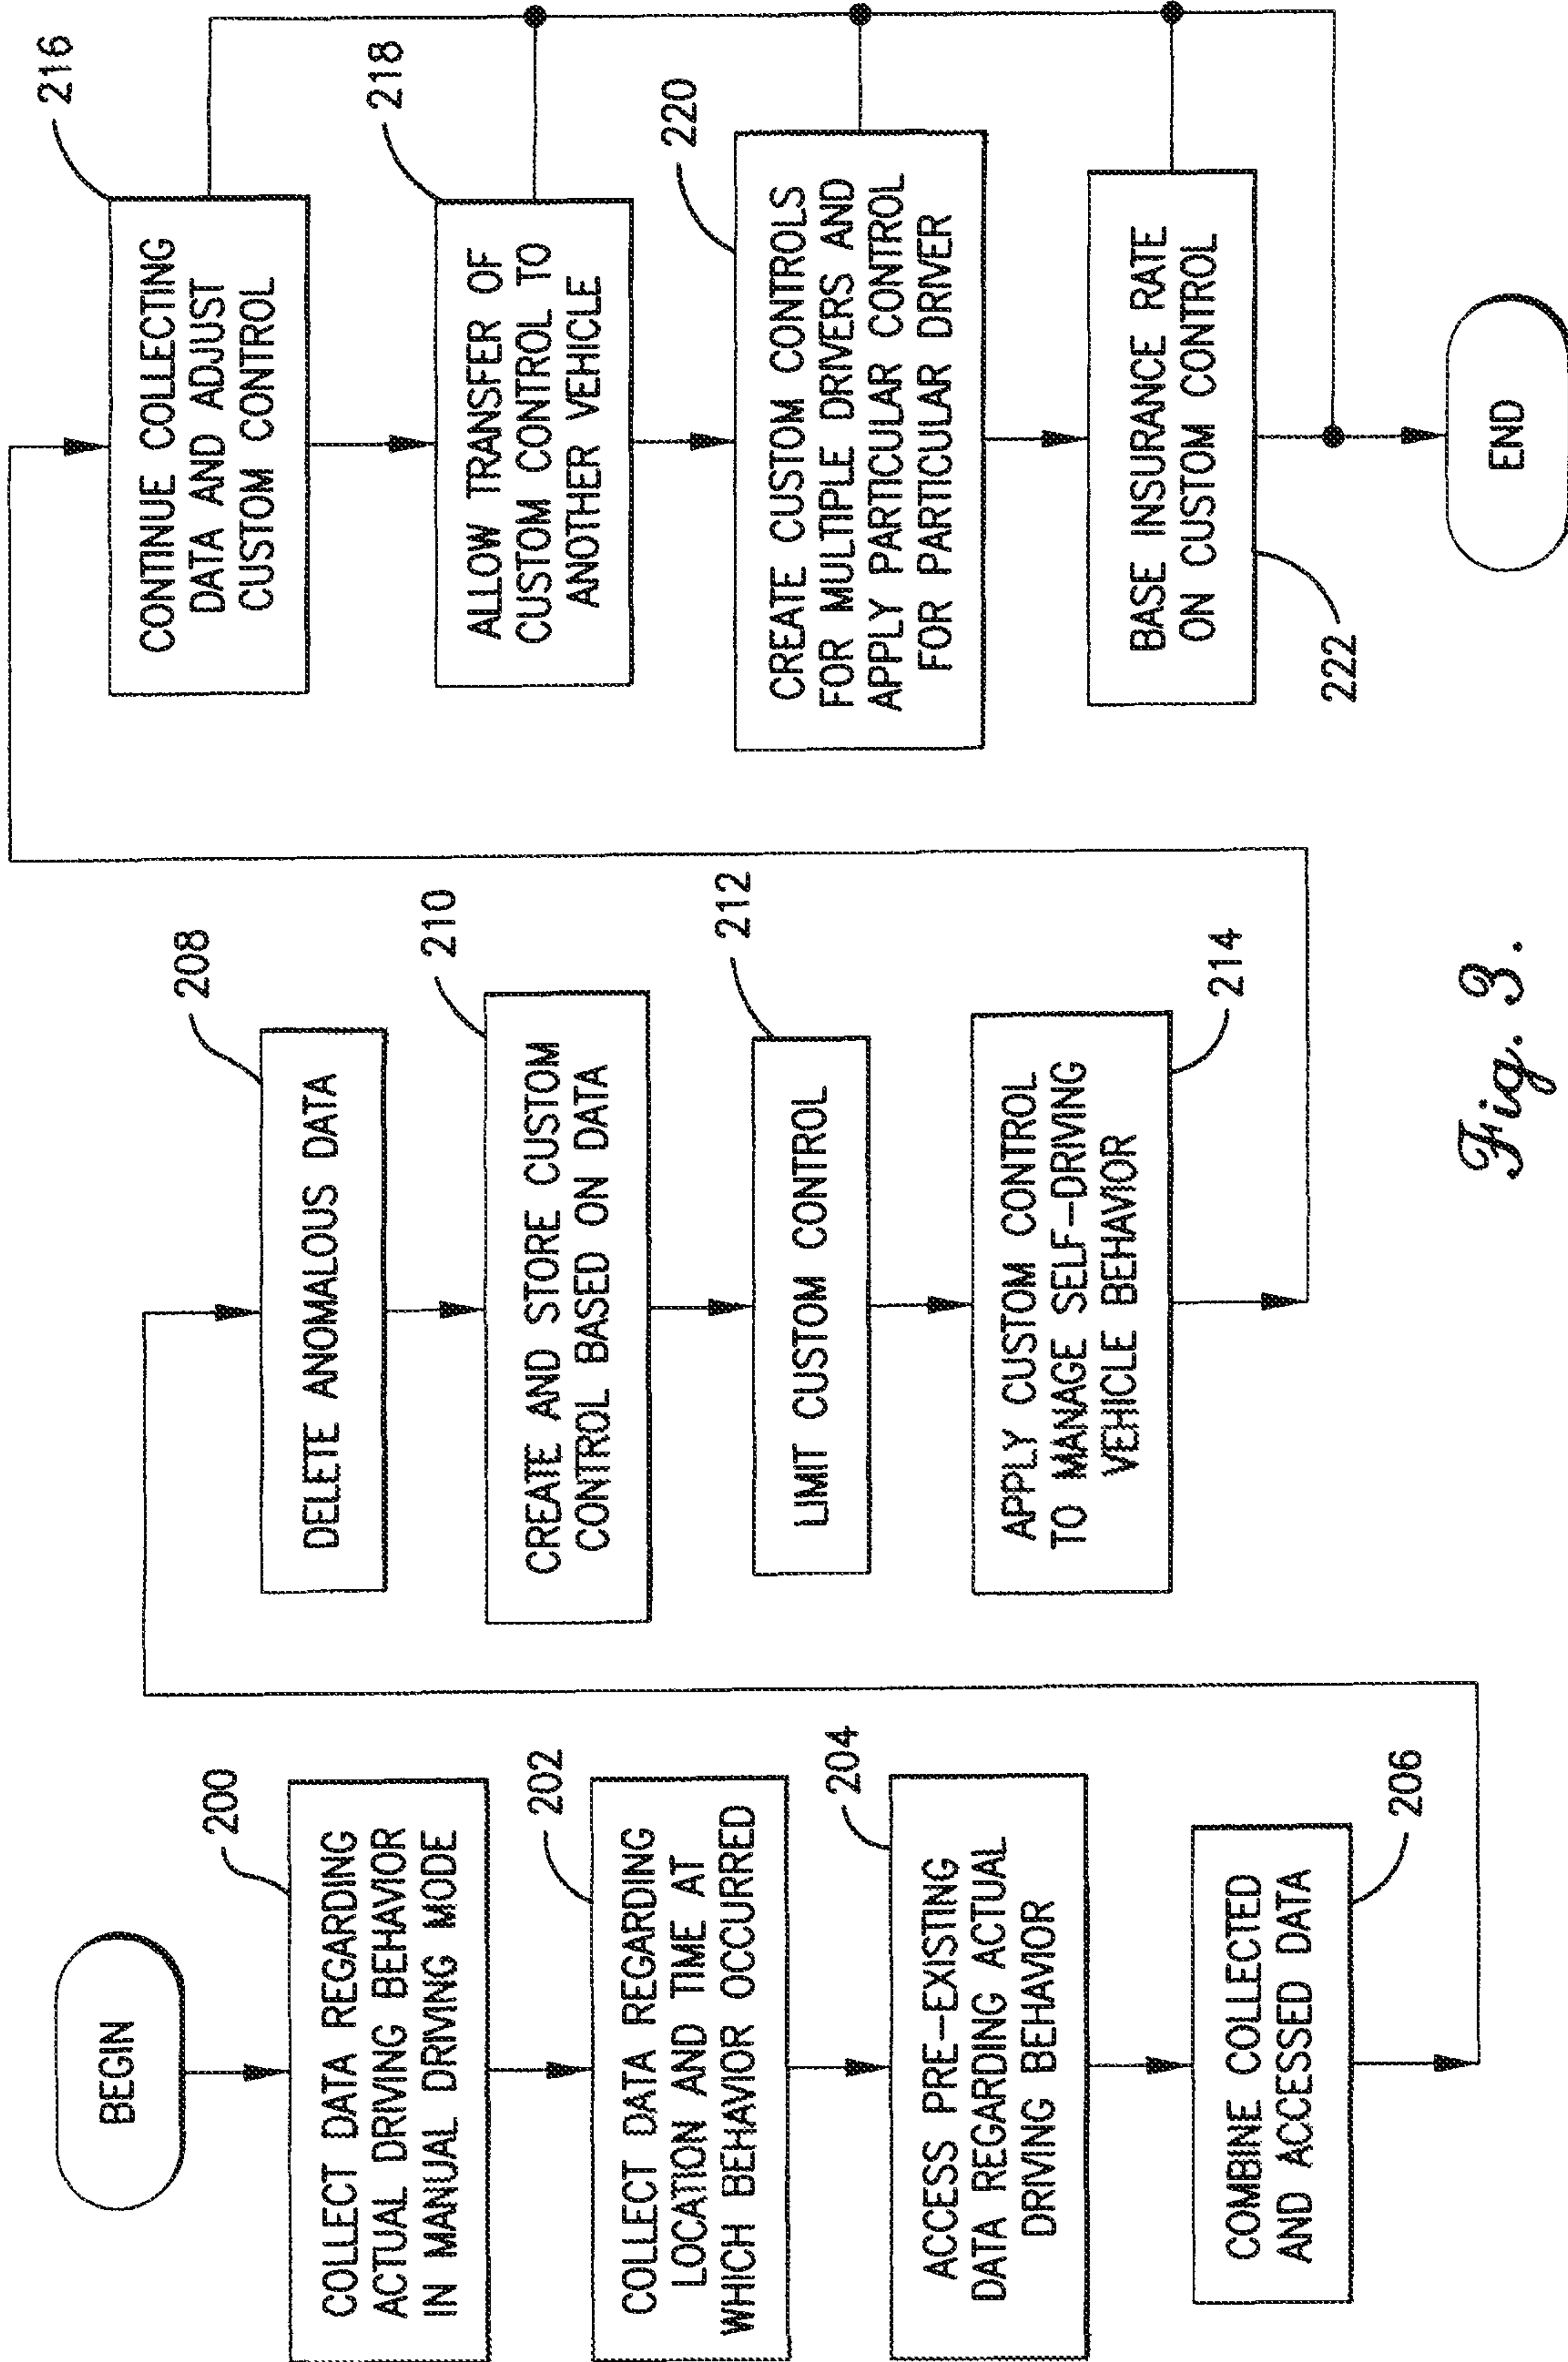 BEGIN
200
COLLECT DATA REGARDING
ACTUAL DRIVING BEHAVIOR
IN MANUAL DRIVING MODE
202
COLLECT DATA REGARDING
LOCATION AND TIME AT
WHICH BEHAVIOR OCCURRED
204
ACCESS PRE-EXISTING
DATA REGARDING ACTUAL
DRIVING BEHAVIOR
206
COMBINE COLLECTED
AND ACCESSED DATA
208
DELETE ANOMALOUS DATA
210
CREATE AND STORE CUSTOM
CONTROL BASED ON DATA
212
LIMIT CUSTOM CONTROL
214
APPLY CUSTOM CONTROL
TO MANAGE SELF-DRIVING
VEHICLE BEHAVIOR
216
CONTINUE COLLECTING
DATA AND ADJUST
CUSTOM CONTROL
218
ALLOW TRANSFER OF
CUSTOM CONTROL TO
ANOTHER VEHICLE
220
CREATE CUSTOM CONTROLS
FOR MULTIPLE DRIVERS AND
APPLY PARTICULAR CONTROL
FOR PARTICULAR DRIVER
BASE INSURANCE RATE
ON CUSTOM CONTROL
222
END
Fig. 3.